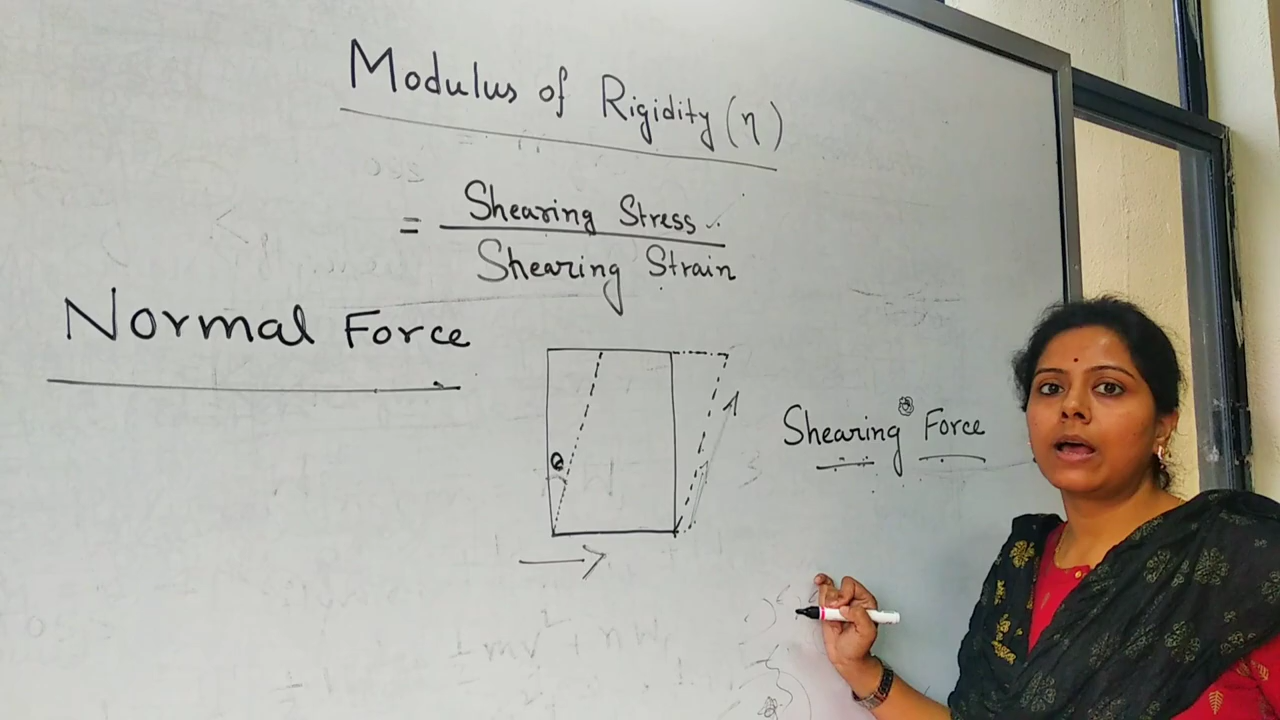 Modulus of Rigidity (η)
= Shearing Stress
Shearing Strain
Normal Force
θ
Shearing Force